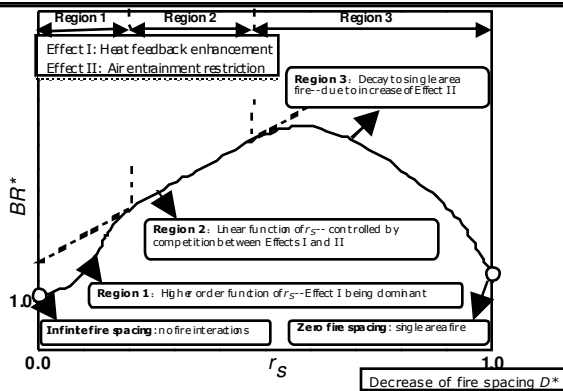 Region 1
Region 2
Region 3
Effect I: Heat feedback enhancement
Effect II: Air entrainment restriction
Region 3: Decay to single area
fire--due to increase of Effect II
BR*
Region 2: Linear function of rS-- controlled by
competition between Effects I and II
1.0
Region 1: Higher order function of rS--Effect I being dominant
Infinite fire spacing: no fire interactions
Zero fire spacing: single area fire
0.0
rS
1.0
Decrease of fire spacing D*